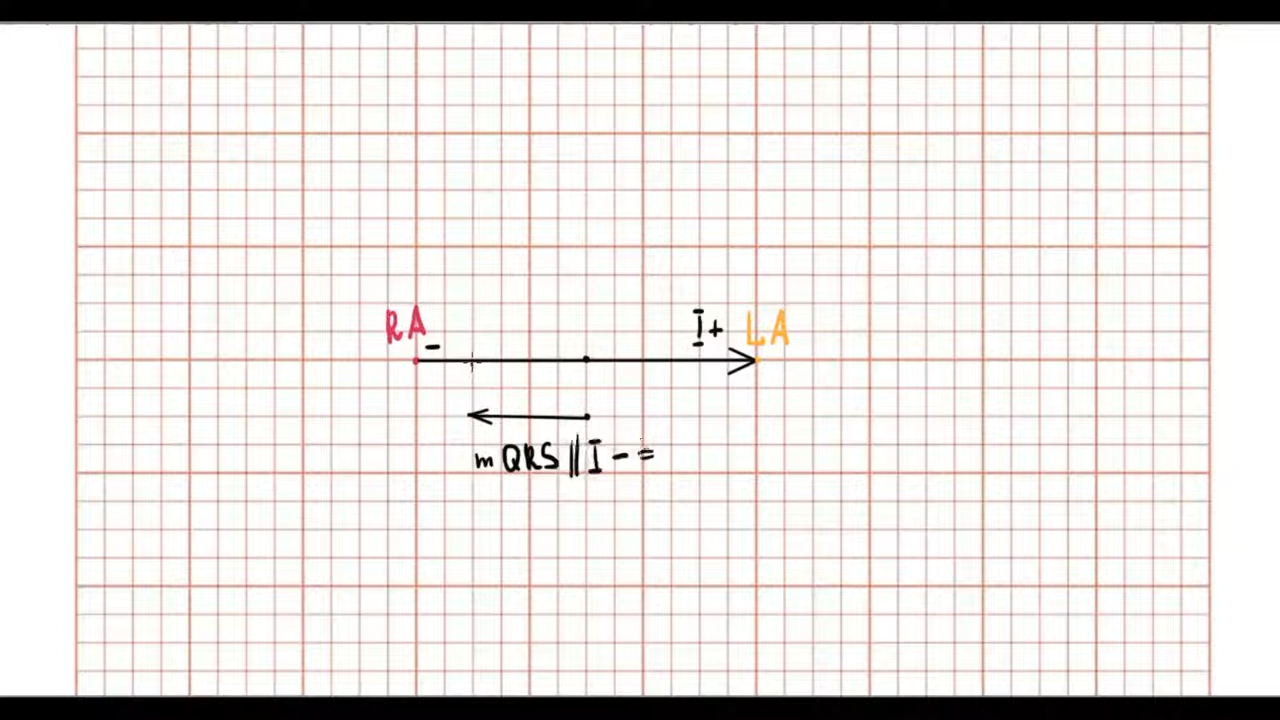 RA
-
I+
LA
mQRS || I - =